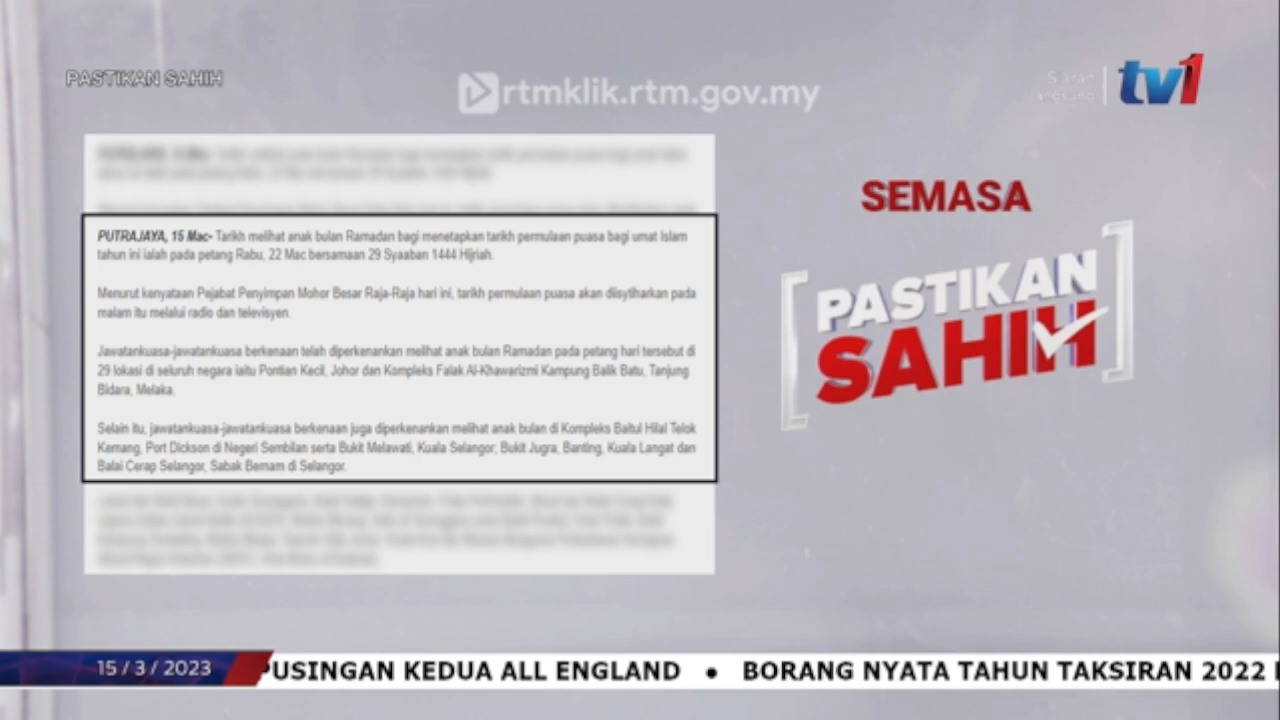 PASTIKAN SAHIH
rtmklik.rtm.gov.my
Siaran
Langsung
tv1
PUTRAJAYA, 15 Mac- Tarikh melihat anak bulan Ramadan bagi menetapkan tarikh permulaan puasa bagi umat Islam
tahun ini ialah pada petang Rabu, 22 Mac bersamaan 29 Syaaban 1444 Hijriah.
Menurut kenyataan Pejabat Penyimpan Mohor Besar Raja-Raja hari ini, tarikh permulaan puasa akan diisytiharkan pada
malam itu melalui radio dan televisyen.
Jawatankuasa-jawatankuasa berkenaan telah diperkenankan melihat anak bulan Ramadan pada petang hari tersebut di
29 lokasi di seluruh negara iaitu Pontian Kecil, Johor dan Kompleks Falak Al-Khawarizmi Kampung Balik Batu, Tanjung
Bidara, Melaka.
Selain itu, jawatankuasa-jawatankuasa berkenaan juga diperkenankan melihat anak bulan di Kompleks Baitul Hilal Telok
Kemang, Port Dickson di Negeri Sembilan serta Bukit Melawati, Kuala Selangor; Bukit Jugra, Banting, Kuala Langat dan
Balai Cerap Selangor, Sabak Bernam di Selangor.
SEMASA
PASTIKAN
SAHIH
15 / 3 / 2023
PUSINGAN KEDUA ALL ENGLAND • BORANG NYATA TAHUN TAKSIRAN 2022